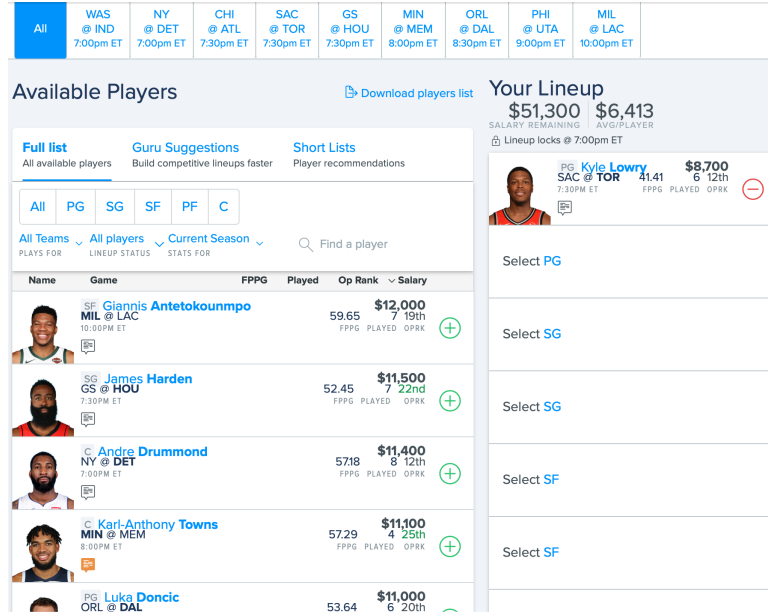 All
WAS @ IND 7:00pm ET
NY @ DET 7:00pm ET
CHI @ ATL 7:30pm ET
SAC @ TOR 7:30pm ET
GS @ HOU 7:30pm ET
MIN @ MEM 8:00pm ET
ORL @ DAL 8:30pm ET
PHI @ UTA 9:00pm ET
MIL @ LAC 10:00pm ET
Available Players
Download players list
Full list
All available players
Guru Suggestions
Build competitive lineups faster
Short Lists
Player recommendations
All PG SG SF PF C
All Teams
PLAYS FOR
All players
LINEUP STATUS
Current Season
STATS FOR
Find a player
Name Game FPPG Played Op Rank Salary
SF Giannis Antetokounmpo $12,000
MIL @ LAC 59.65 7 19th
10:00PM ET FPPG PLAYED OPRK
SG James Harden $11,500
GS @ HOU 52.45 7 22nd
7:30PM ET FPPG PLAYED OPRK
C Andre Drummond $11,400
NY @ DET 57.18 8 12th
7:00PM ET FPPG PLAYED OPRK
C Karl-Anthony Towns $11,100
MIN @ MEM 57.29 4 25th
8:00PM ET FPPG PLAYED OPRK
PG Luka Doncic $11,000
ORL @ DAL 53.64 6 20th
Your Lineup
$51,300 $6,413
SALARY REMAINING AVG/PLAYER
Lineup locks @ 7:00pm ET
PG Kyle Lowry $8,700
SAC @ TOR 41.41 6 12th
7:30PM ET FPPG PLAYED OPRK
Select PG
Select SG
Select SG
Select SF
Select SF